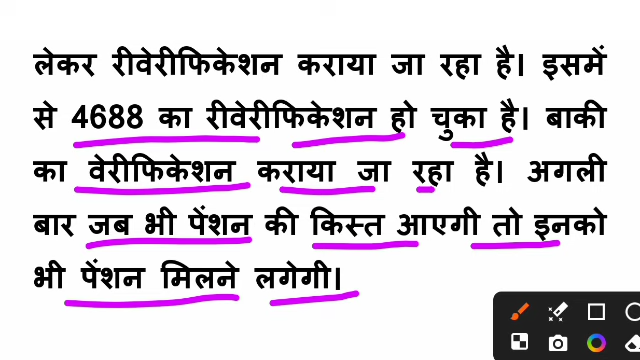 लेकर रीवेरीफिकेशन कराया जा रहा है। इसमें
से 4688 का रीवेरीफिकेशन हो चुका है। बाकी
का वेरीफिकेशन कराया जा रहा है। अगली
बार जब भी पेंशन की किस्त आएगी तो इनको
भी पेंशन मिलने लगेगी।